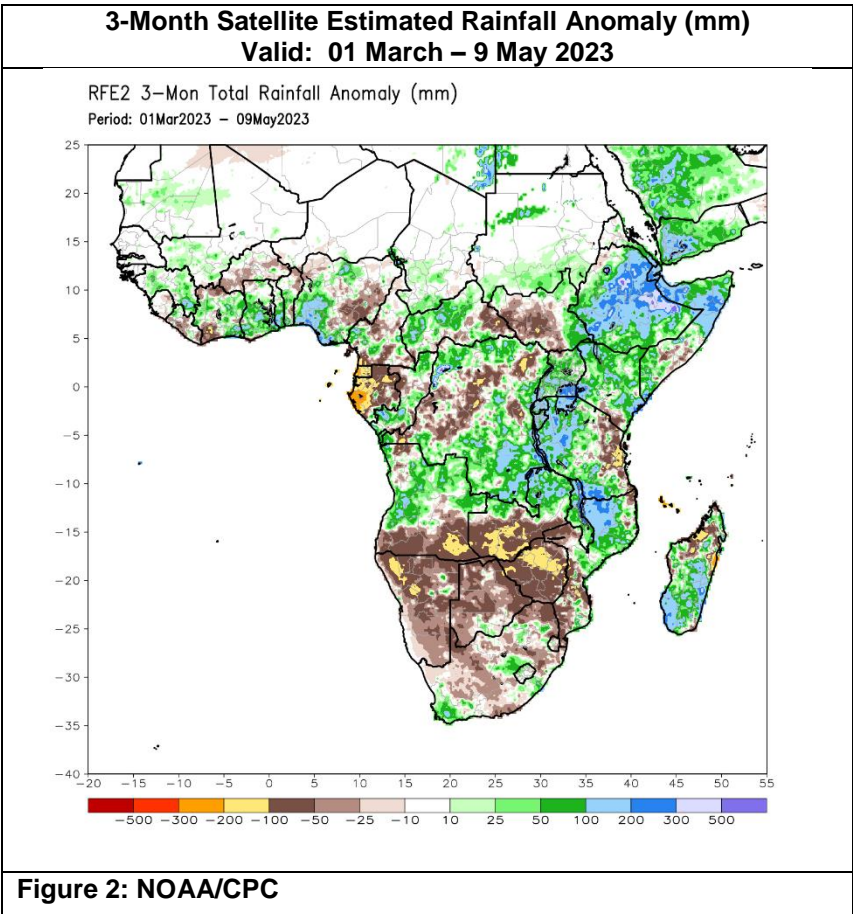 3-Month Satellite Estimated Rainfall Anomaly (mm)
Valid:  01 March – 9 May 2023
RFE2 3-Mon Total Rainfall Anomaly (mm)
Period: 01Mar2023 – 09May2023
25
20
15
10
5
0
-5
-10
-15
-20
-25
-30
-35
-40
-20 -15 -10 -5 0 5 10 15 20 25 30 35 40 45 50 55
-500 -300 -200 -100 -50 -25 -10 10 25 50 100 200 300 500
Figure 2: NOAA/CPC